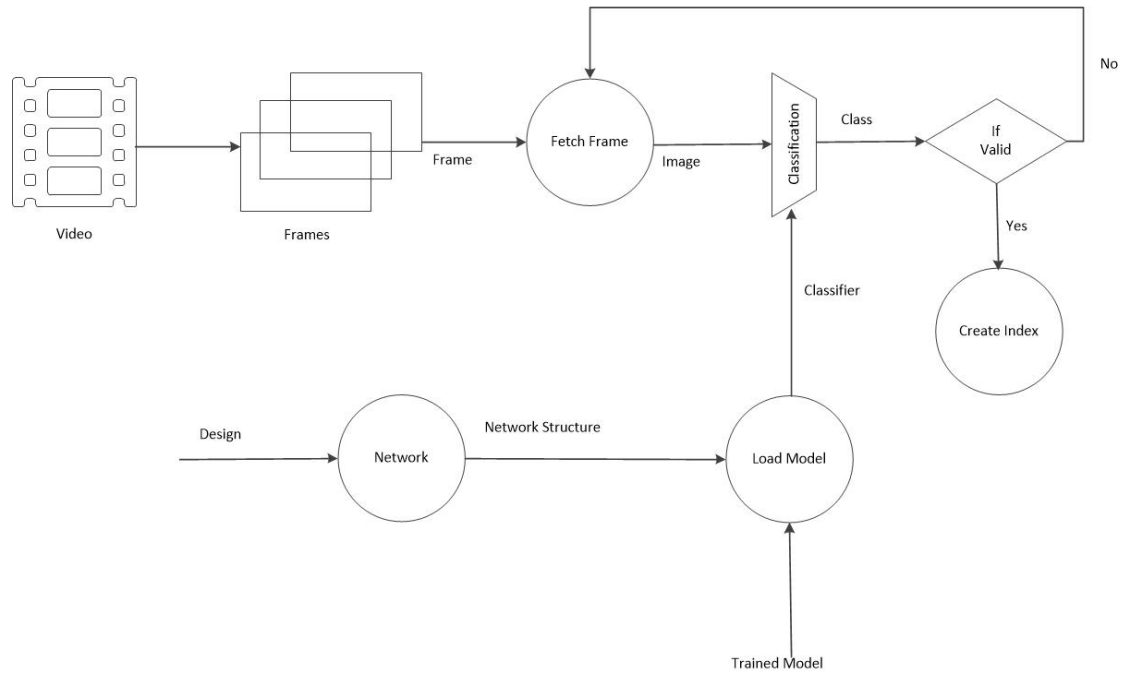 No
Video
Frames
Frame
Fetch Frame
Image
Classification
Class
If
Valid
Yes
Create Index
Classifier
Design
Network
Network Structure
Load Model
Trained Model